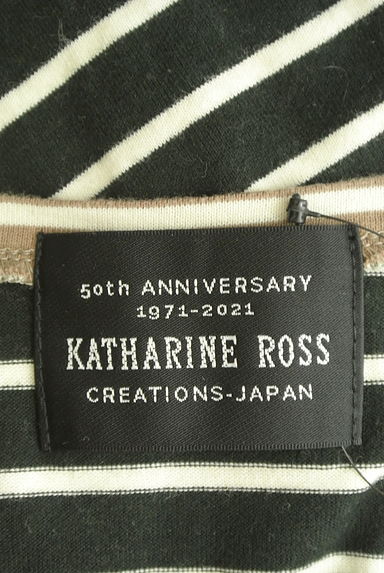 50th ANNIVERSARY
1971-2021
KATHARINE ROSS
CREATIONS-JAPAN